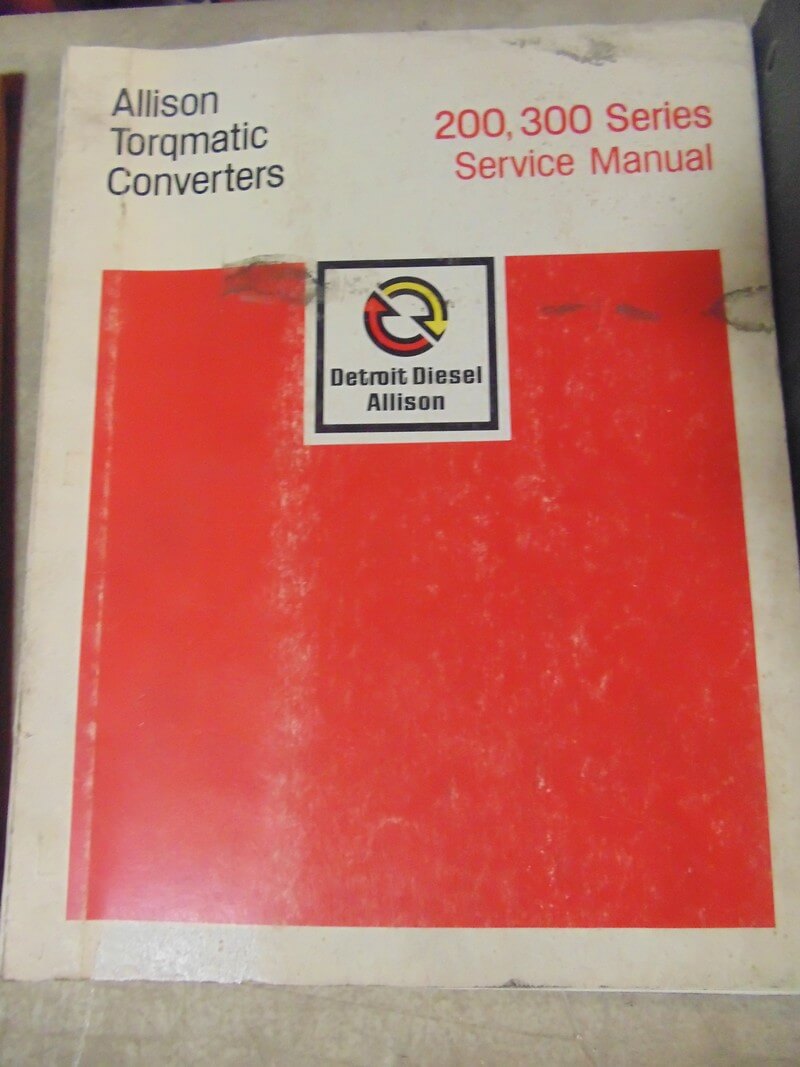 Allison
Torqmatic
Converters
200, 300 Series
Service Manual
Detroit Diesel
Allison